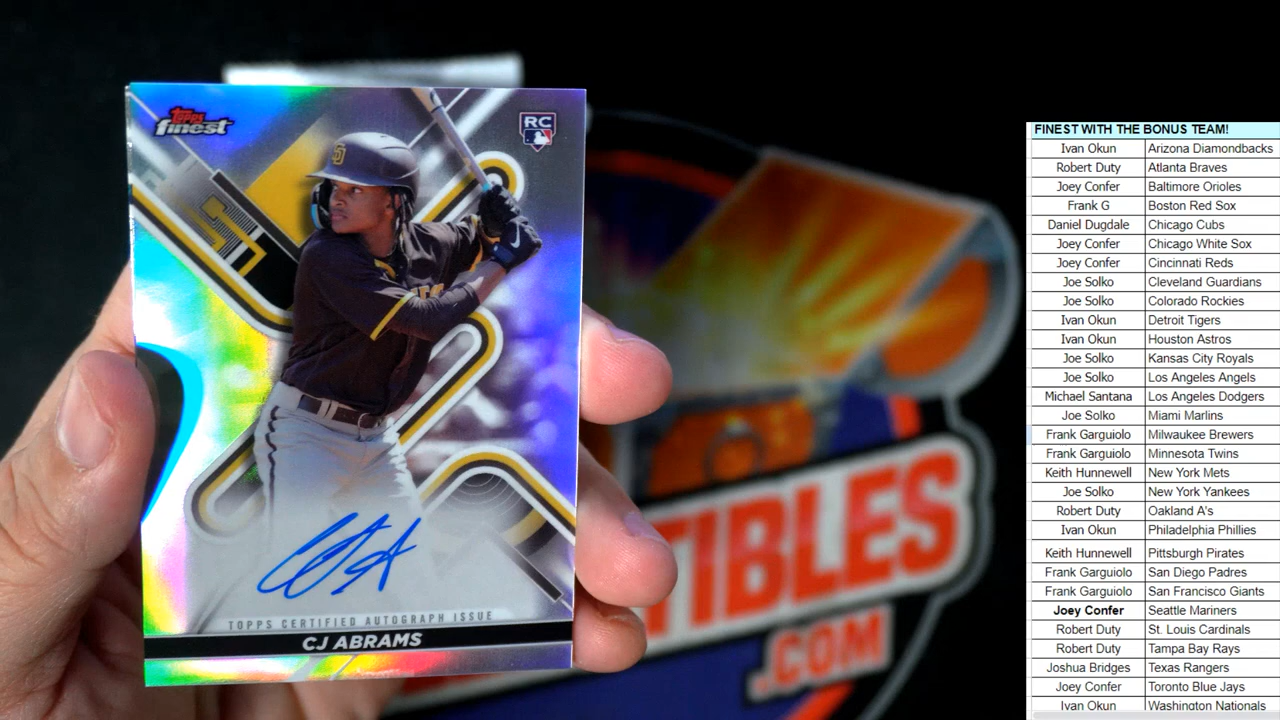 Topps
finest
RC
TOPPS CERTIFIED AUTOGRAPH ISSUE
CJ ABRAMS
TIBLES
.COM
FINEST WITH THE BONUS TEAM!
Ivan Okun Arizona Diamondbacks
Robert Duty Atlanta Braves
Joey Confer Baltimore Orioles
Frank G Boston Red Sox
Daniel Dugdale Chicago Cubs
Joey Confer Chicago White Sox
Joey Confer Cincinnati Reds
Joe Solko Cleveland Guardians
Joe Solko Colorado Rockies
Ivan Okun Detroit Tigers
Ivan Okun Houston Astros
Joe Solko Kansas City Royals
Joe Solko Los Angeles Angels
Michael Santana Los Angeles Dodgers
Joe Solko Miami Marlins
Frank Garguiolo Milwaukee Brewers
Frank Garguiolo Minnesota Twins
Keith Hunnewell New York Mets
Joe Solko New York Yankees
Robert Duty Oakland A's
Ivan Okun Philadelphia Phillies
Keith Hunnewell Pittsburgh Pirates
Frank Garguiolo San Diego Padres
Frank Garguiolo San Francisco Giants
Joey Confer Seattle Mariners
Robert Duty St. Louis Cardinals
Robert Duty Tampa Bay Rays
Joshua Bridges Texas Rangers
Joey Confer Toronto Blue Jays
Ivan Okun Washington Nationals